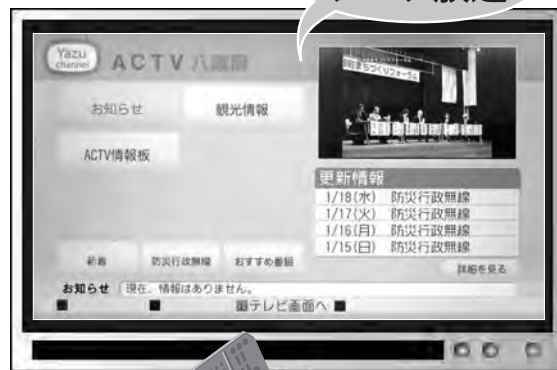 Yazu
channel
ACTV八頭町
お知らせ
観光情報
ACTV情報板
更新情報
1/18(水) 防災行政無線
1/17(火) 防災行政無線
1/16(月) 防災行政無線
1/15(日) 防災行政無線
新着
防災行政無線
おすすめ番組
詳細を見る
お知らせ 現在、情報はありません。
テレビ画面へ